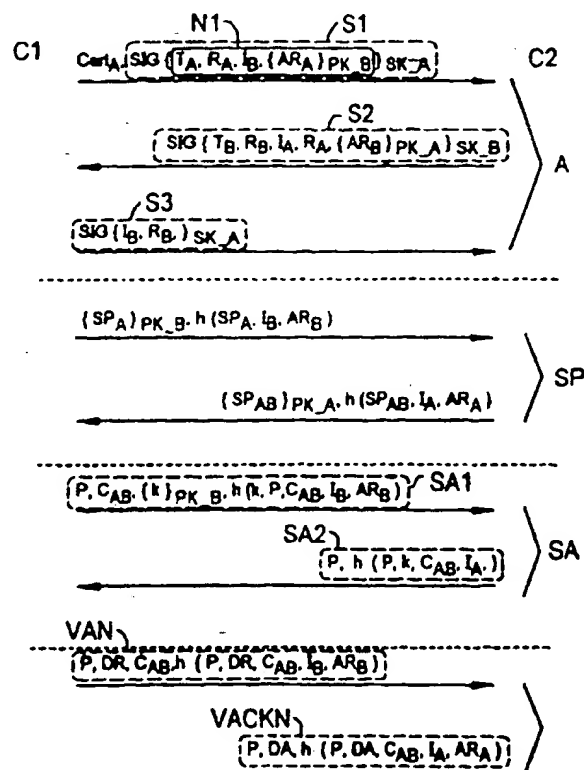 N1 S1
C1 C2
CertA, SIG{T_A, R_A, I_B, {AR_A}PK_B}SK_A
S2
SIG{T_B, R_B, I_A, R_A, {AR_B}PK_A}SK_B
A
S3
SIG{I_B, R_B,}SK_A
{SP_A}PK_B, h(SP_A, I_B, AR_B)
SP
{SP_AB}PK_A, h(SP_AB, I_A, AR_A)
P, C_AB, {k}PK_B, h(k, P, C_AB, I_B, AR_B) SA1
SA2
SA
P, h (P, k, C_AB, I_A, )
VAN
P, DR, C_AB, h (P, DR, C_AB, I_B, AR_B)
VACKN
P, DA, h (P, DA, C_AB, I_A, AR_A)